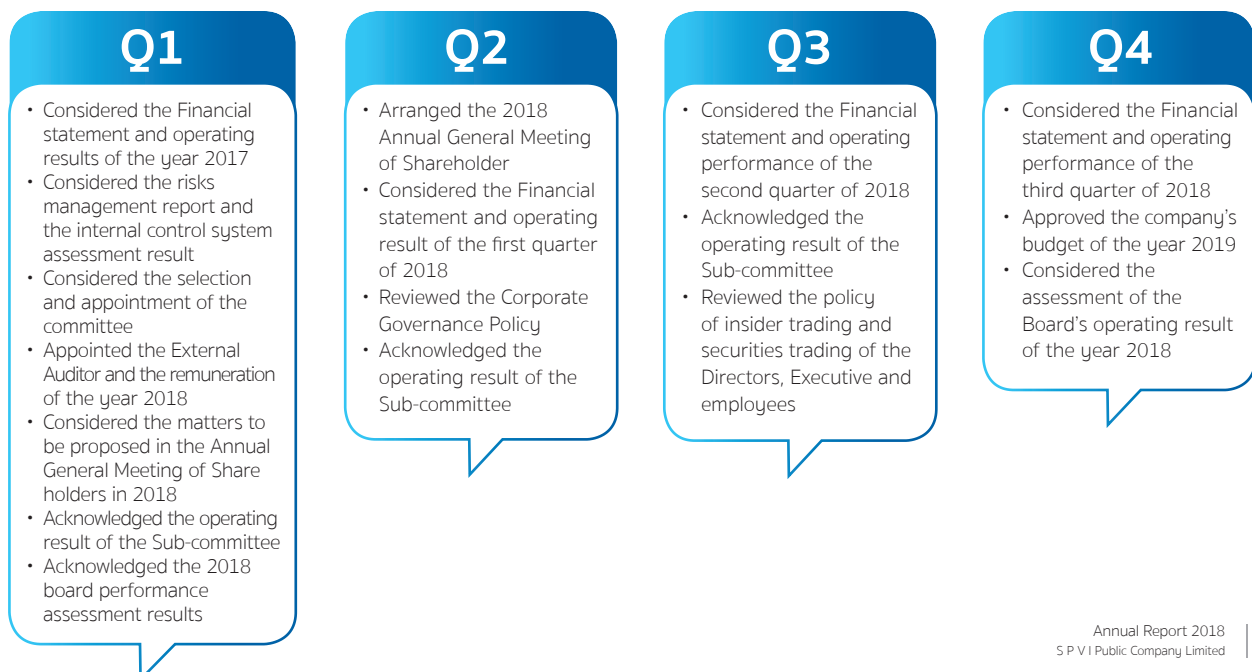 Q1
• Considered the Financial
statement and operating
results of the year 2017
• Considered the risks
management report and
the internal control system
assessment result
• Considered the selection
and appointment of the
committee
• Appointed the External
Auditor and the remuneration
of the year 2018
• Considered the matters to
be proposed in the Annual
General Meeting of Share
holders in 2018
• Acknowledged the operating
result of the Sub-committee
• Acknowledged the 2018
board performance
assessment results
Q2
• Arranged the 2018
Annual General Meeting
of Shareholder
• Considered the Financial
statement and operating
result of the first quarter
of 2018
• Reviewed the Corporate
Governance Policy
• Acknowledged the
operating result of the
Sub-committee
Q3
• Considered the Financial
statement and operating
performance of the
second quarter of 2018
• Acknowledged the
operating result of the
Sub-committee
• Reviewed the policy
of insider trading and
securities trading of the
Directors, Executive and
employees
Q4
• Considered the Financial
statement and operating
performance of the
third quarter of 2018
• Approved the company's
budget of the year 2019
• Considered the
assessment of the
Board's operating result
of the year 2018
Annual Report 2018
S P V I Public Company Limited